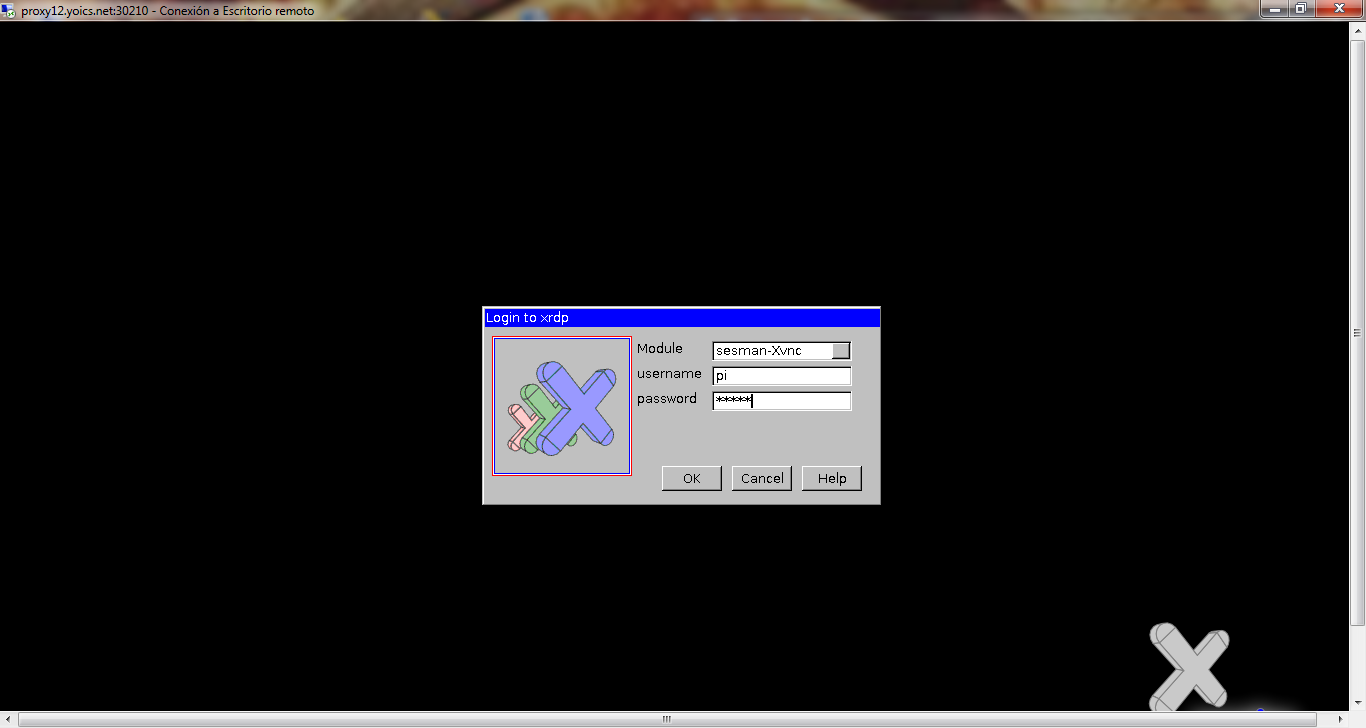 proxy12.yoics.net:30210 - Conexión a Escritorio remoto
Login to xrdp
Module sesman-Xvnc
username pi
password *****
OK Cancel Help